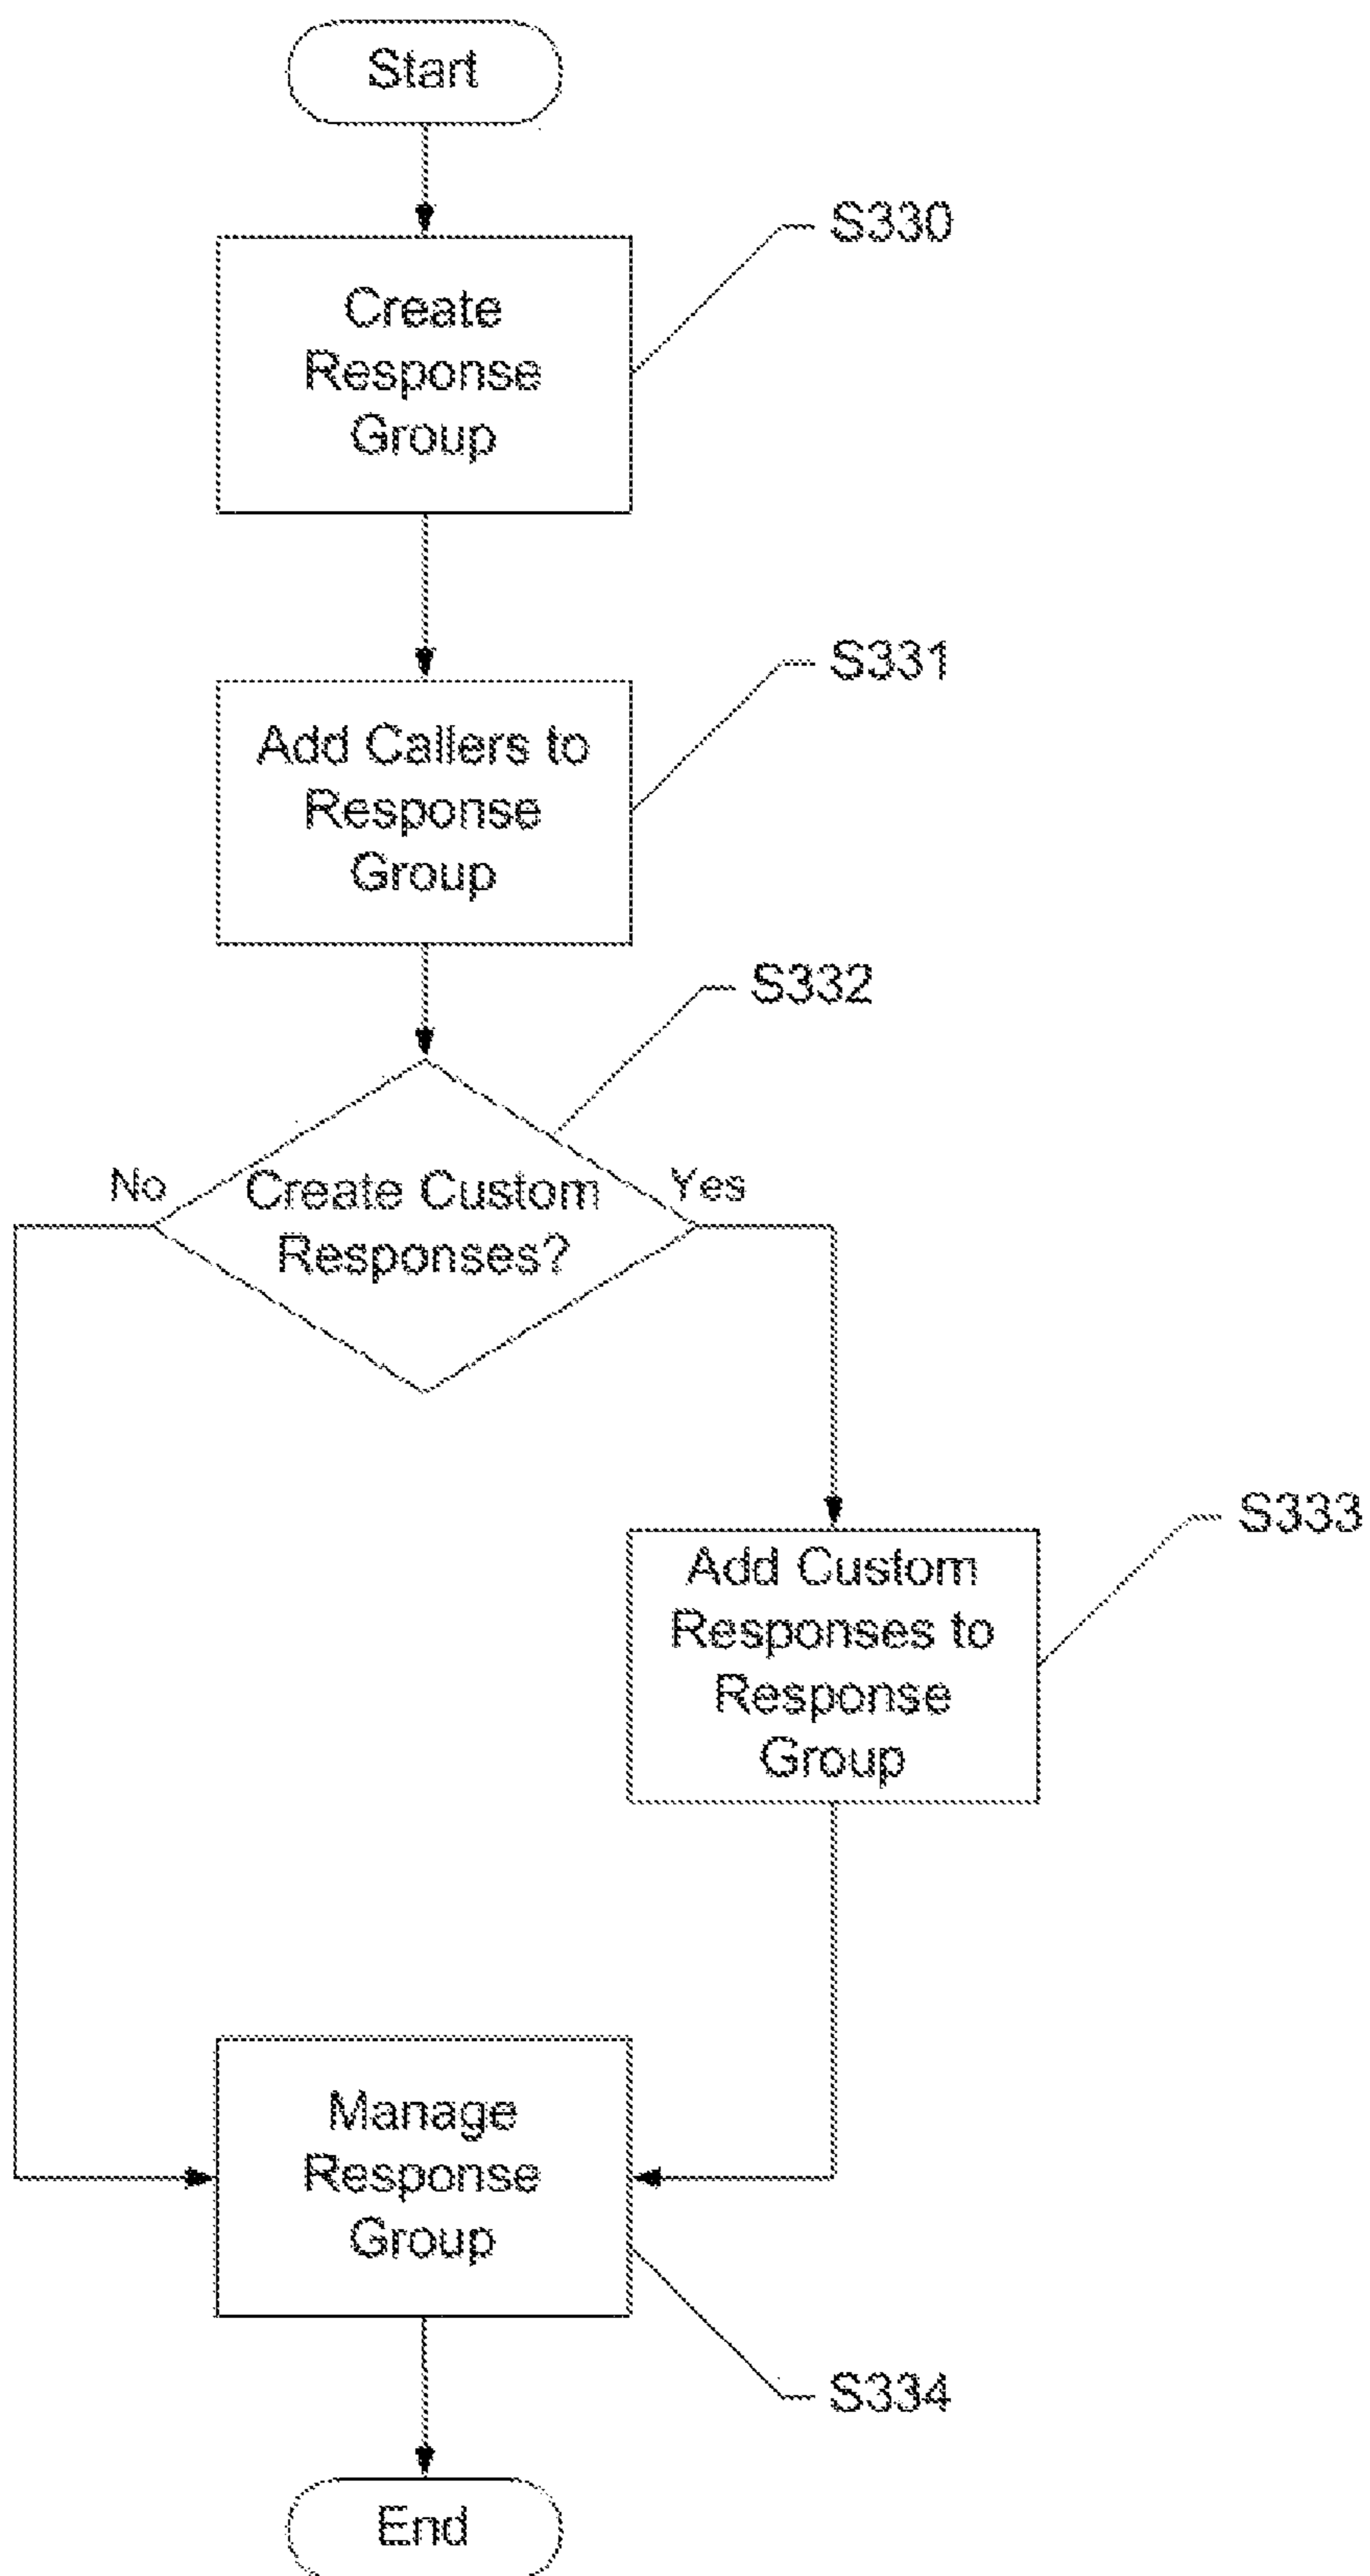 Start
S330
Create
Response
Group
S331
Add Callers to
Response
Group
S332
No
Create Custom
Responses?
Yes
S333
Add Custom
Responses to
Response
Group
Manage
Response
Group
S334
End